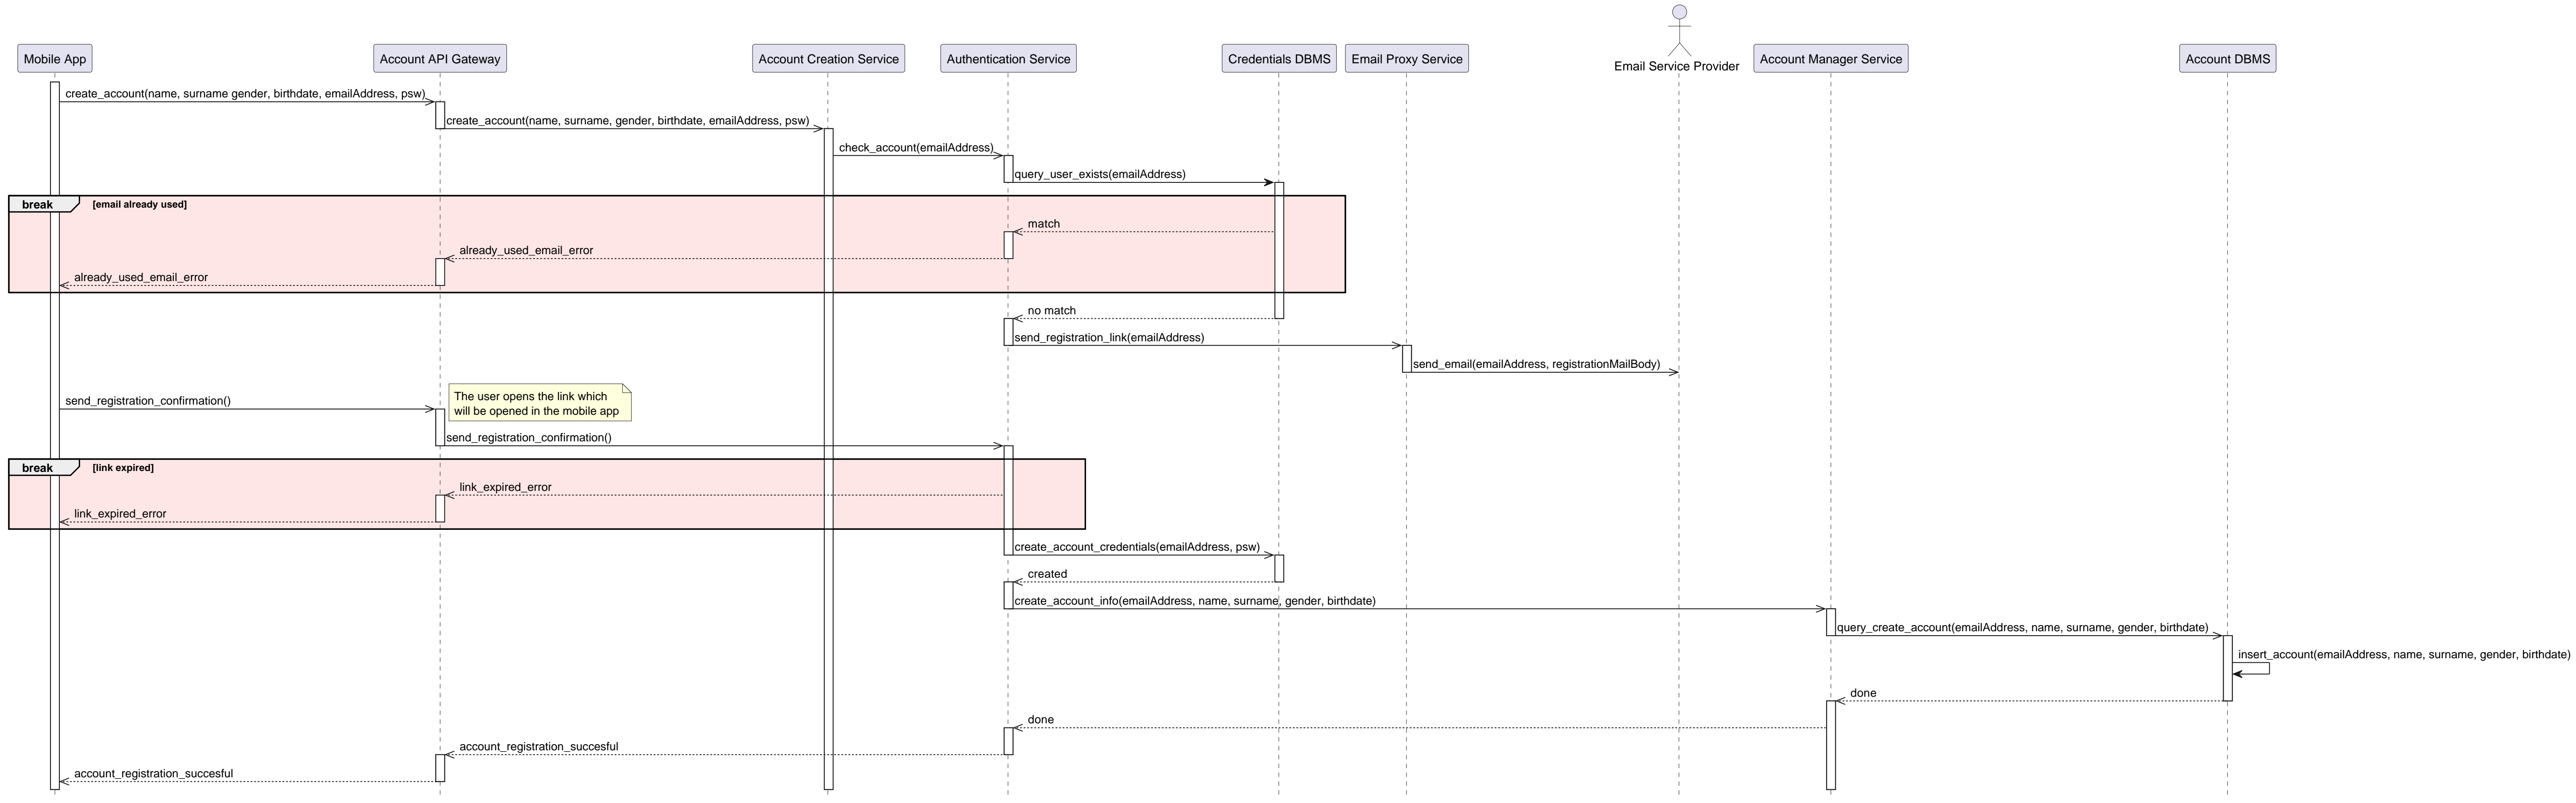 Mobile App
Account API Gateway
Account Creation Service
Authentication Service
Credentials DBMS
Email Proxy Service
Email Service Provider
Account Manager Service
Account DBMS
create_account(name, surname gender, birthdate, emailAddress, psw)
create_account(name, surname, gender, birthdate, emailAddress, psw)
check_account(emailAddress)
query_user_exists(emailAddress)
break [email already used]
match
already_used_email_error
already_used_email_error
no match
send_registration_link(emailAddress)
send_email(emailAddress, registrationMailBody)
The user opens the link which
will be opened in the mobile app
send_registration_confirmation()
send_registration_confirmation()
break [link expired]
link_expired_error
link_expired_error
create_account_credentials(emailAddress, psw)
created
create_account_info(emailAddress, name, surname, gender, birthdate)
query_create_account(emailAddress, name, surname, gender, birthdate)
insert_account(emailAddress, name, surname, gender, birthdate)
done
done
account_registration_succesful
account_registration_succesful